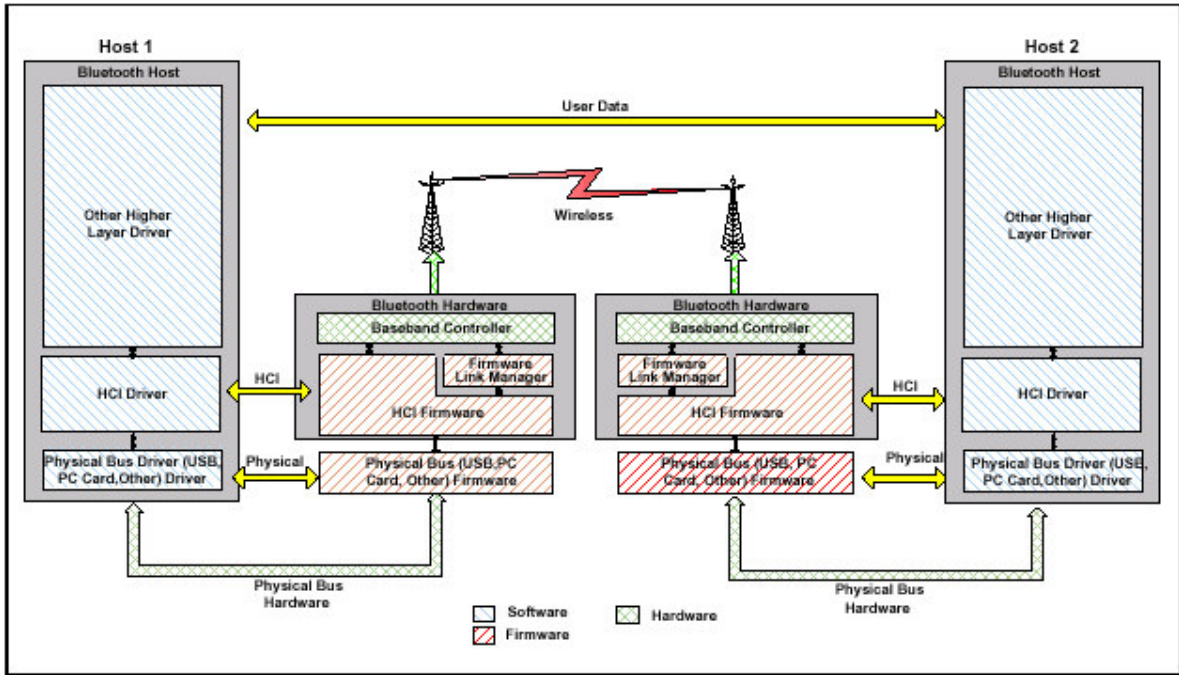 Host 1
Host 2
Bluetooth Host
Bluetooth Host
User Data
Wireless
Other Higher
Layer Driver
Other Higher
Layer Driver
Bluetooth Hardware
Baseband Controller
Bluetooth Hardware
Baseband Controller
Firmware
Link Manager
Firmware
Link Manager
HCI Driver
HCI
HCI Firmware
HCI Firmware
HCI
HCI Driver
Physical Bus Driver (USB,
PC Card,Other) Driver
Physical
Physical Bus (USB,PC
Card, Other) Firmware
Physical Bus (USB, PC
Card, Other) Firmware
Physical
Physical Bus Driver (USB,
PC Card,Other) Driver
Physical Bus
Hardware
Physical Bus
Hardware
Software
Hardware
Firmware